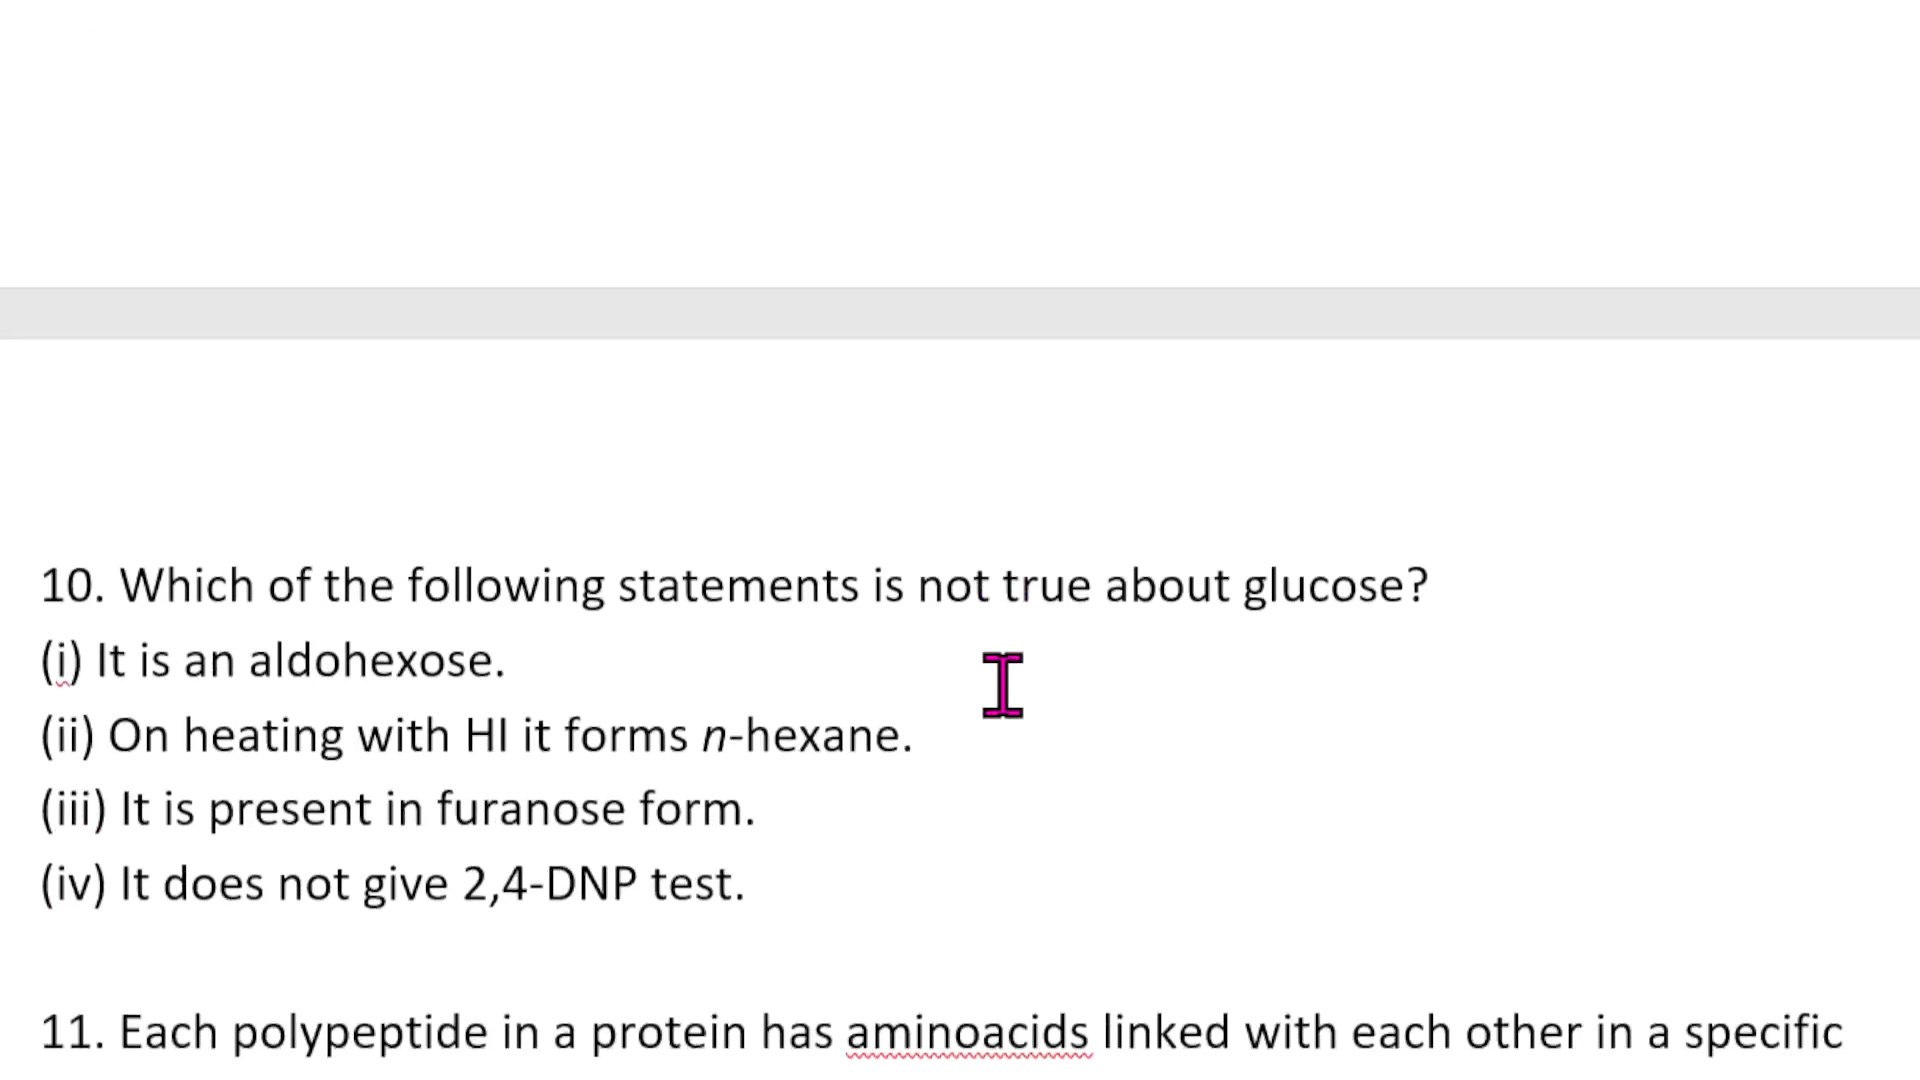 10. Which of the following statements is not true about glucose?
(i) It is an aldohexose.
(ii) On heating with HI it forms n-hexane.
(iii) It is present in furanose form.
(iv) It does not give 2,4-DNP test.
11. Each polypeptide in a protein has aminoacids linked with each other in a specific